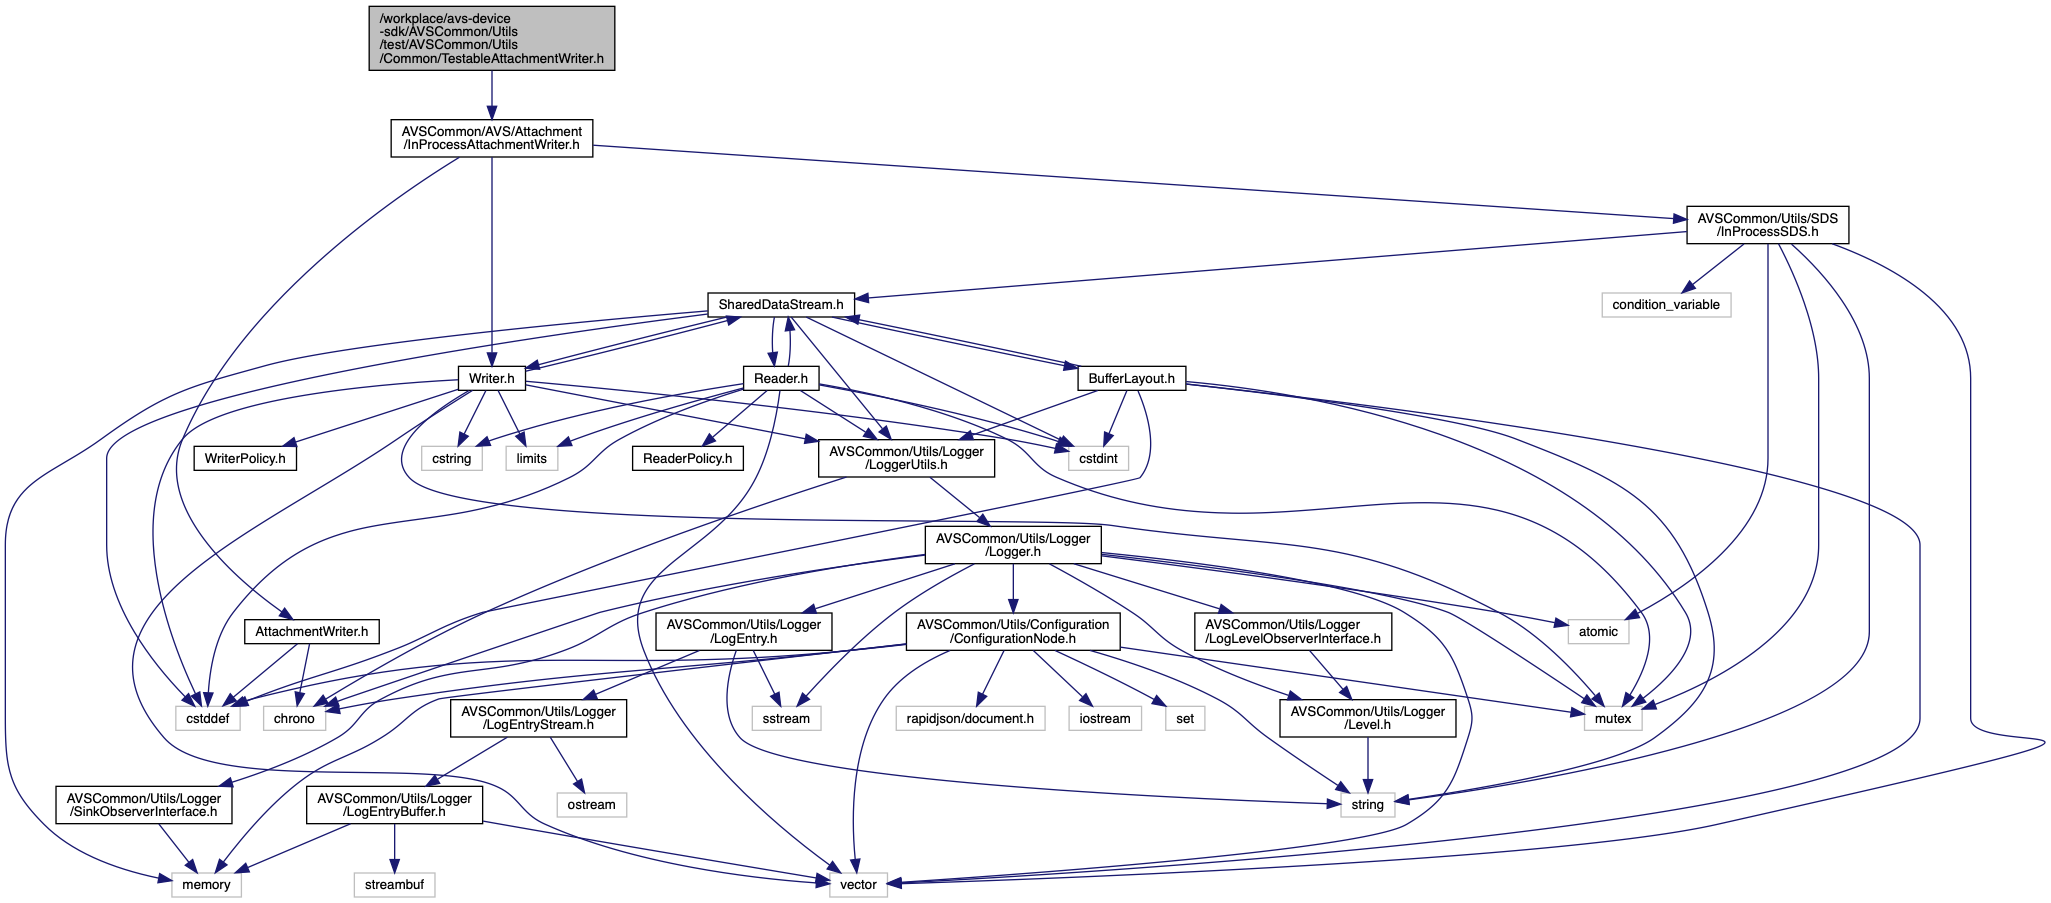 /workplace/avs-device
-sdk/AVSCommon/Utils
/test/AVSCommon/Utils
/Common/TestableAttachmentWriter.h
AVSCommon/AVS/Attachment
/InProcessAttachmentWriter.h
AVSCommon/Utils/SDS
/InProcessSDS.h
SharedDataStream.h
condition_variable
Writer.h
Reader.h
BufferLayout.h
WriterPolicy.h
cstring
limits
ReaderPolicy.h
AVSCommon/Utils/Logger
/LoggerUtils.h
cstdint
AVSCommon/Utils/Logger
/Logger.h
AttachmentWriter.h
AVSCommon/Utils/Logger
/LogEntry.h
AVSCommon/Utils/Configuration
/ConfigurationNode.h
AVSCommon/Utils/Logger
/LogLevelObserverInterface.h
atomic
cstddef
chrono
AVSCommon/Utils/Logger
/LogEntryStream.h
sstream
rapidjson/document.h
iostream
set
AVSCommon/Utils/Logger
/Level.h
mutex
AVSCommon/Utils/Logger
/SinkObserverInterface.h
AVSCommon/Utils/Logger
/LogEntryBuffer.h
ostream
string
memory
streambuf
vector